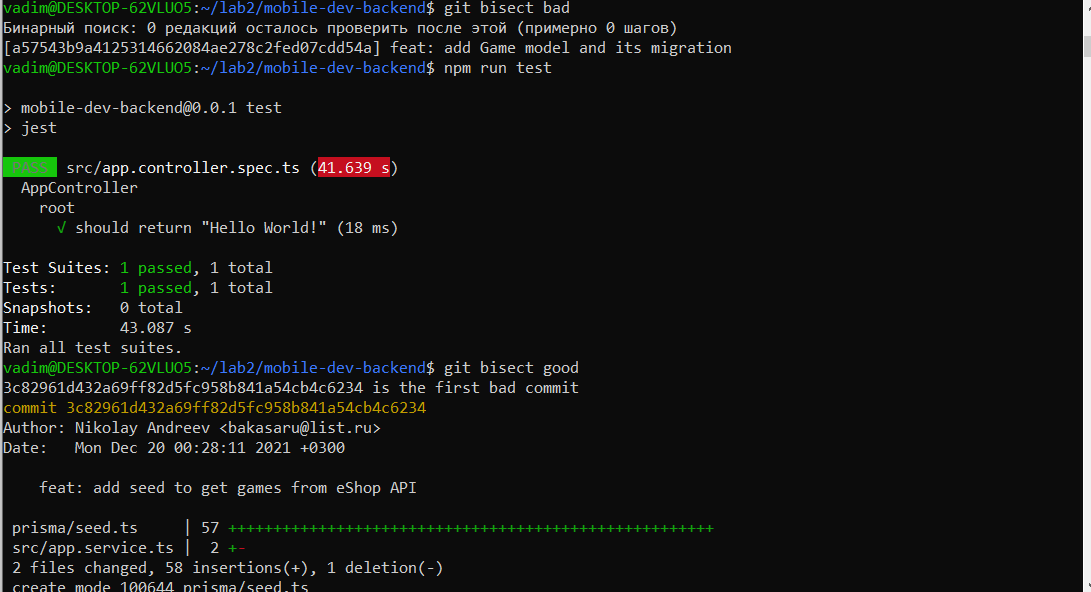 vadim@DESKTOP-62VLUO5:~/lab2/mobile-dev-backend$ git bisect bad
Бинарный поиск: 0 редакций осталось проверить после этой (примерно 0 шагов)
[a57543b9a4125314662084ae278c2fed07cdd54a] feat: add Game model and its migration
vadim@DESKTOP-62VLUO5:~/lab2/mobile-dev-backend$ npm run test
> mobile-dev-backend@0.0.1 test
> jest
PASS src/app.controller.spec.ts (41.639 s)
AppController
root
√ should return "Hello World!" (18 ms)
Test Suites: 1 passed, 1 total
Tests: 1 passed, 1 total
Snapshots: 0 total
Time: 43.087 s
Ran all test suites.
vadim@DESKTOP-62VLUO5:~/lab2/mobile-dev-backend$ git bisect good
3c82961d432a69ff82d5fc958b841a54cb4c6234 is the first bad commit
commit 3c82961d432a69ff82d5fc958b841a54cb4c6234
Author: Nikolay Andreev <bakasaru@list.ru>
Date: Mon Dec 20 00:28:11 2021 +0300
feat: add seed to get games from eShop API
prisma/seed.ts | 57 ++++++++++++++++++++++++++++++++++++++++++++++++++++++
src/app.service.ts | 2 +-
2 files changed, 58 insertions(+), 1 deletion(-)
create mode 100644 prisma/seed.ts